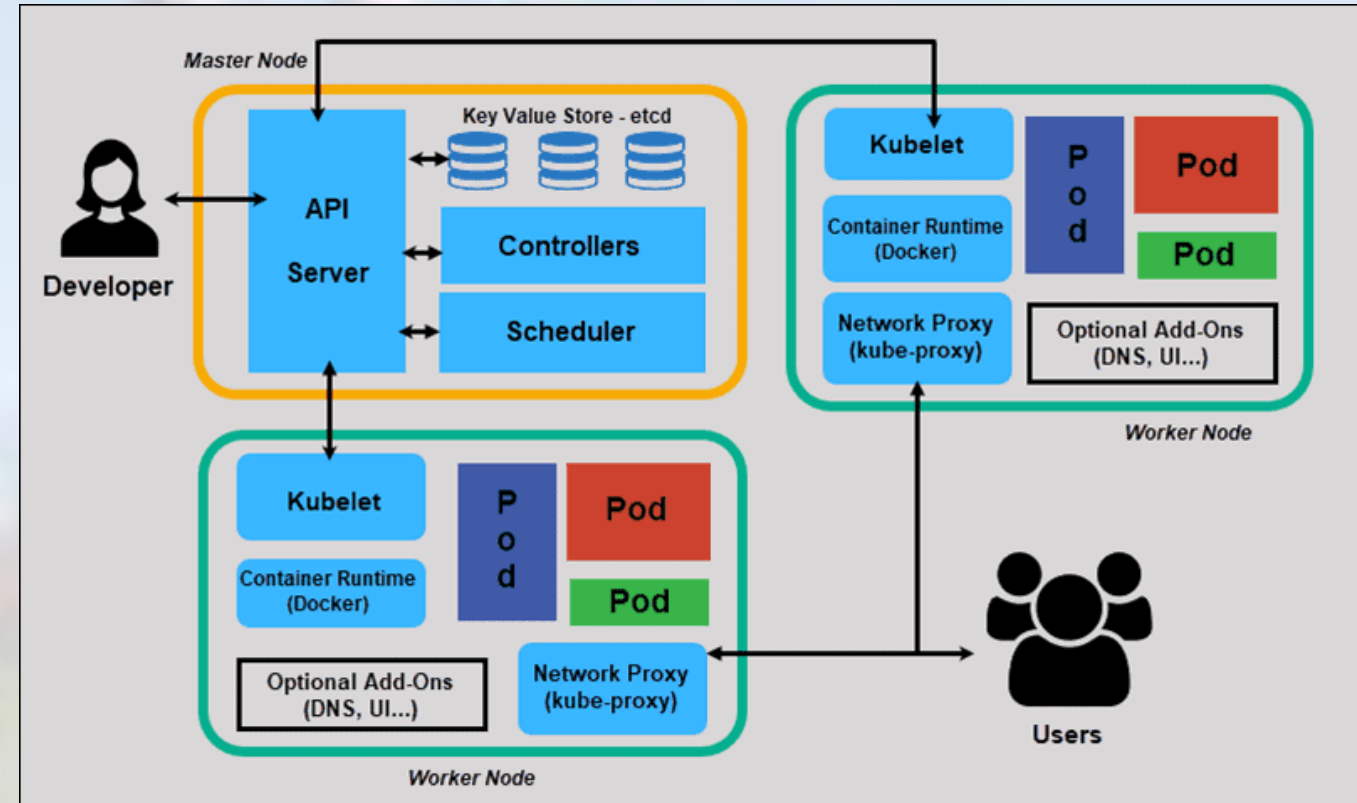 Master Node
Key Value Store - etcd
API
Server
Controllers
Scheduler
Developer
Kubelet
Container Runtime
(Docker)
Network Proxy
(kube-proxy)
P
o
d
Pod
Pod
Optional Add-Ons
(DNS, UI...)
Worker Node
Kubelet
Container Runtime
(Docker)
P
o
d
Pod
Pod
Optional Add-Ons
(DNS, UI...)
Network Proxy
(kube-proxy)
Worker Node
Users